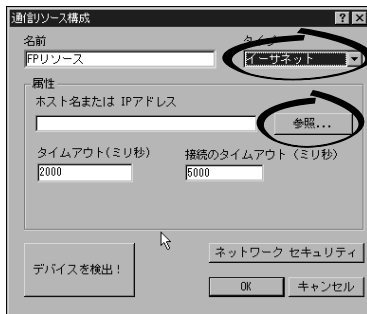 通信リソース構成
名前
FPリソース
イーサネット
属性
ホスト名または IPアドレス
参照...
タイムアウト(ミリ秒)
2000
接続のタイムアウト (ミリ秒)
5000
デバイスを検出!
ネットワーク セキュリティ
OK
キャンセル